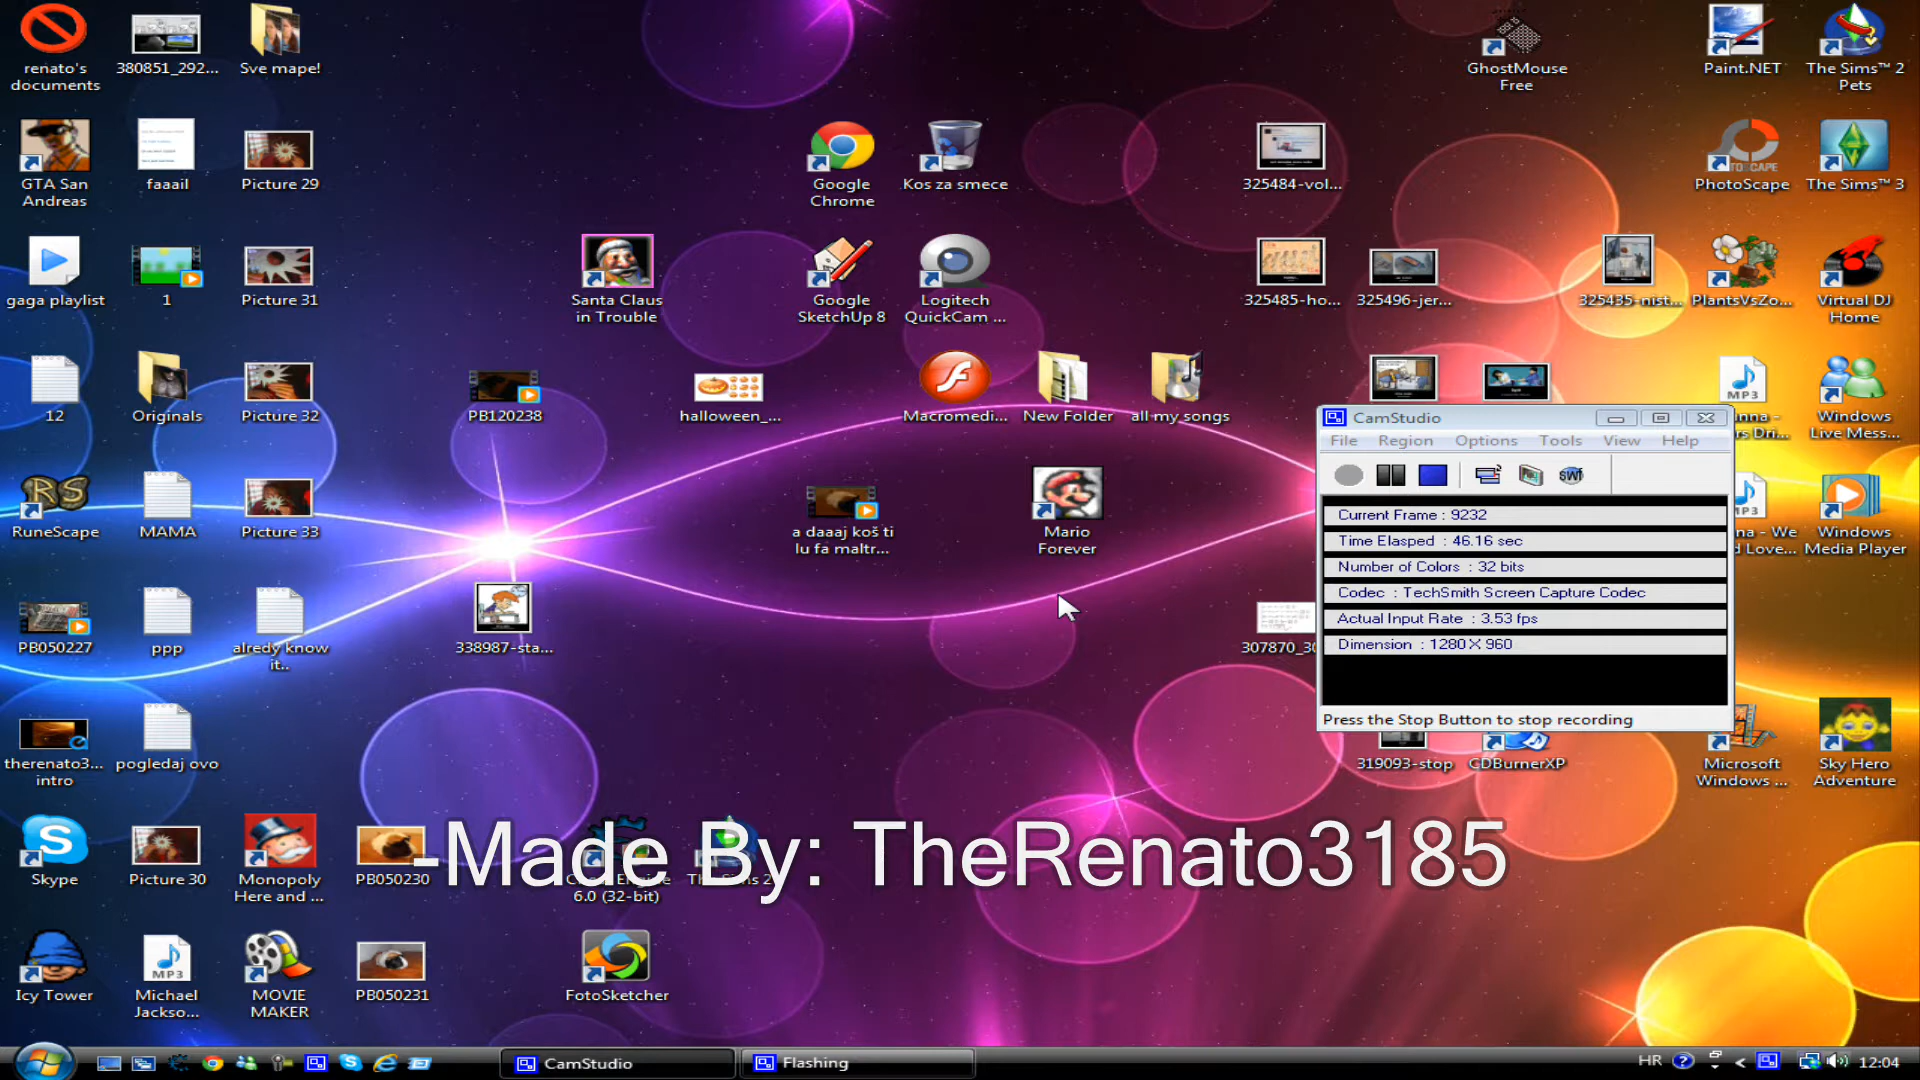 renato's
documents
380851_292...
Sve mape!
GhostMouse
Free
Paint.NET
The Sims™ 2
Pets
GTA San
Andreas
faaail
Picture 29
Google
Chrome
Kos za smece
325484-vol...
PhotoScape
The Sims™ 3
gaga playlist
1
Picture 31
Santa Claus
in Trouble
Google
SketchUp 8
Logitech
QuickCam ...
325485-ho...
325496-jer...
325435-nist...
PlantsVsZo...
Virtual DJ
Home
12
Originals
Picture 32
PB120238
halloween_...
Macromedi...
New Folder
all my songs
MP3
Windows
Live Mess...
RS
RuneScape
MAMA
Picture 33
a daaaj koš ti
lu fa maltr...
Mario
Forever
Windows
Media Player
CamStudio
File Region Options Tools View Help
SWF
Current Frame : 9232
Time Elasped : 46.16 sec
Number of Colors : 32 bits
Codec : TechSmith Screen Capture Codec
Actual Input Rate : 3.53 fps
Dimension : 1280 X 960
Press the Stop Button to stop recording
PB050227
ppp
alredy know
it..
338987-sta...
therenato3...
intro
pogledaj ovo
319093-stop
CDBurnerXP
Microsoft
Windows ...
Sky Hero
Adventure
-Made By: TheRenato3185
Skype
Picture 30
Monopoly
Here and ...
PB050230
6.0 (32-bit)
Icy Tower
MP3
Michael
Jackso...
MOVIE
MAKER
PB050231
FotoSketcher
CamStudio
Flashing
HR
12:04